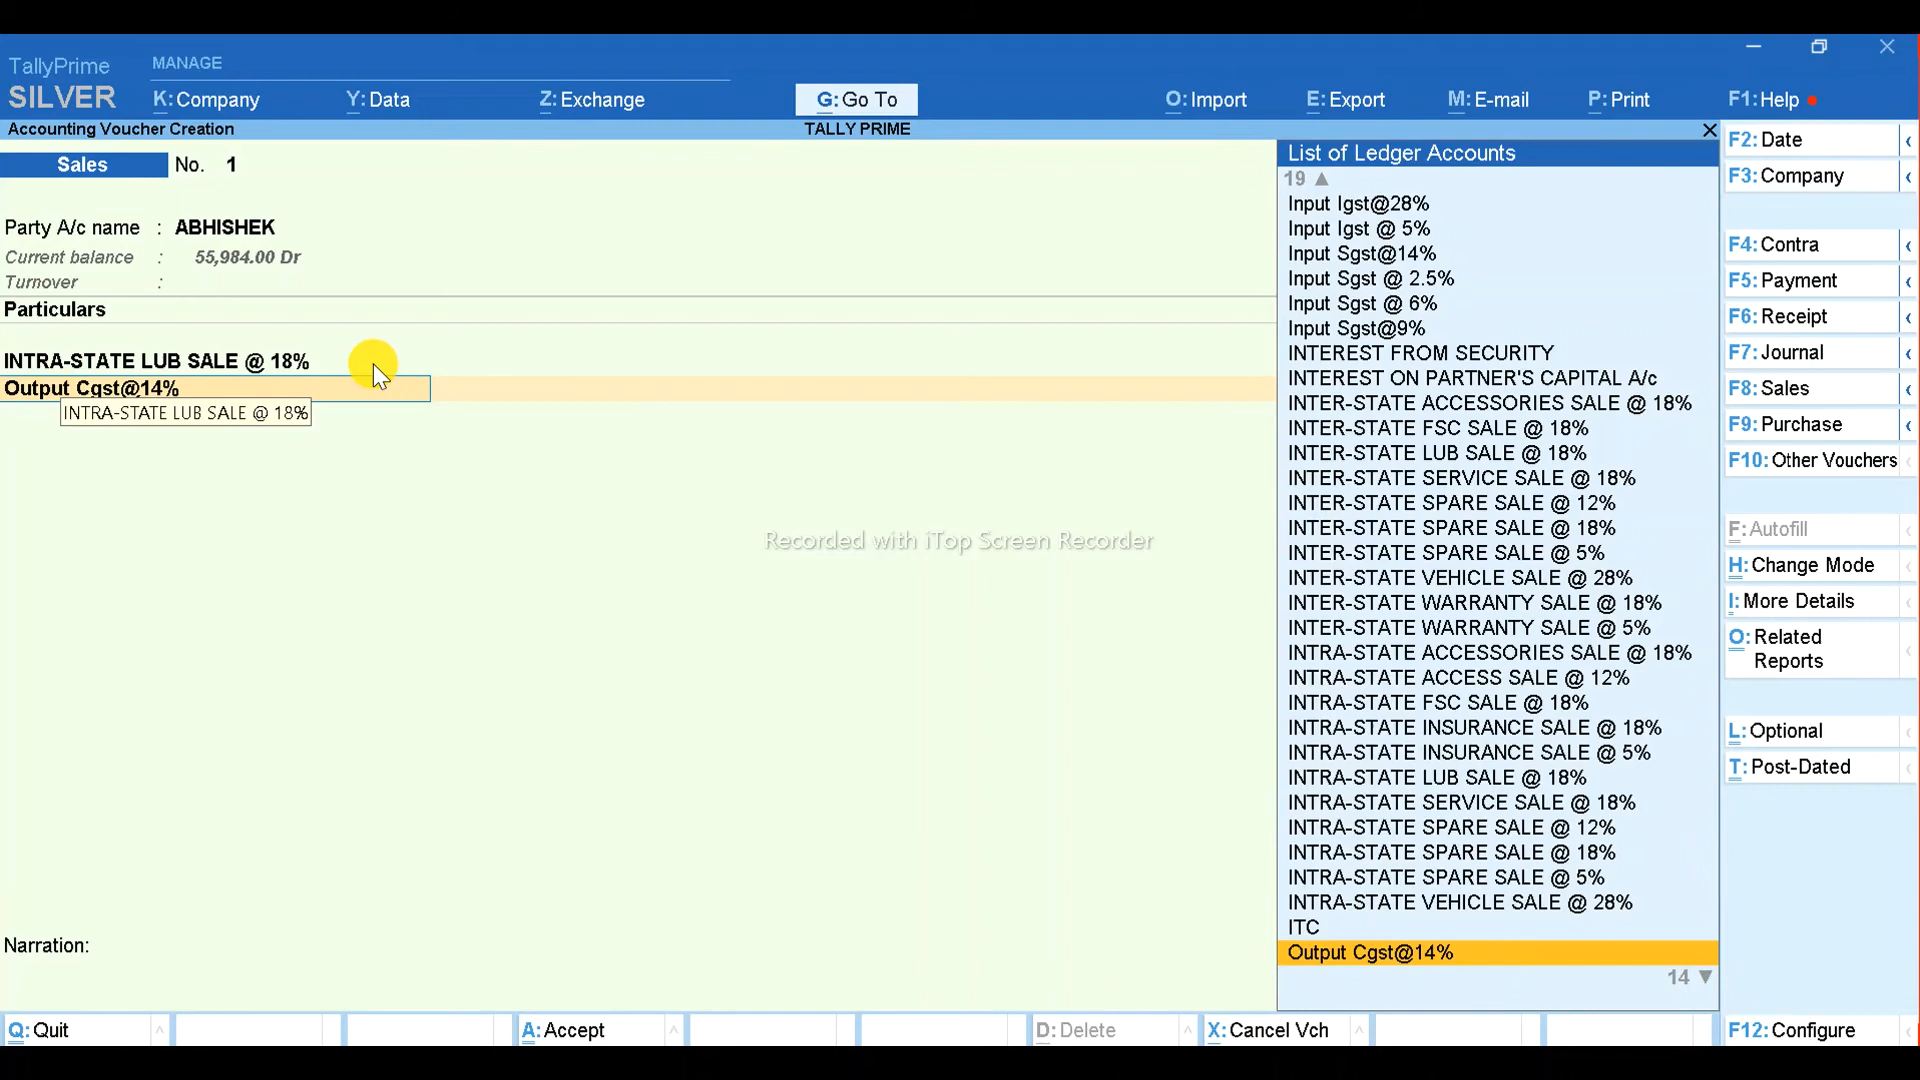 MANAGE
TallyPrime
SILVER
K: Company
Y: Data
Z: Exchange
G: Go To
O: Import
E: Export
M: E-mail
P: Print
F1: Help
Accounting Voucher Creation
TALLY PRIME
Sales
No. 1
Party A/c name : ABHISHEK
Current balance : 55,984.00 Dr
Turnover :
Particulars
INTRA-STATE LUB SALE @ 18%
Output Cgst@14%
INTRA-STATE LUB SALE @ 18%
Recorded with iTop Screen Recorder
Narration:
List of Ledger Accounts
19
Input Igst@28%
Input Igst @ 5%
Input Sgst@14%
Input Sgst @ 2.5%
Input Sgst @ 6%
Input Sgst@9%
INTEREST FROM SECURITY
INTEREST ON PARTNER'S CAPITAL A/c
INTER-STATE ACCESSORIES SALE @ 18%
INTER-STATE FSC SALE @ 18%
INTER-STATE LUB SALE @ 18%
INTER-STATE SERVICE SALE @ 18%
INTER-STATE SPARE SALE @ 12%
INTER-STATE SPARE SALE @ 18%
INTER-STATE SPARE SALE @ 5%
INTER-STATE VEHICLE SALE @ 28%
INTER-STATE WARRANTY SALE @ 18%
INTER-STATE WARRANTY SALE @ 5%
INTRA-STATE ACCESSORIES SALE @ 18%
INTRA-STATE ACCESS SALE @ 12%
INTRA-STATE FSC SALE @ 18%
INTRA-STATE INSURANCE SALE @ 18%
INTRA-STATE INSURANCE SALE @ 5%
INTRA-STATE LUB SALE @ 18%
INTRA-STATE SERVICE SALE @ 18%
INTRA-STATE SPARE SALE @ 12%
INTRA-STATE SPARE SALE @ 18%
INTRA-STATE SPARE SALE @ 5%
INTRA-STATE VEHICLE SALE @ 28%
ITC
Output Cgst@14%
14
F2: Date
F3: Company
F4: Contra
F5: Payment
F6: Receipt
F7: Journal
F8: Sales
F9: Purchase
F10: Other Vouchers
F: Autofill
H: Change Mode
I: More Details
O: Related
Reports
L: Optional
T: Post-Dated
Q: Quit
A: Accept
D: Delete
X: Cancel Vch
F12: Configure